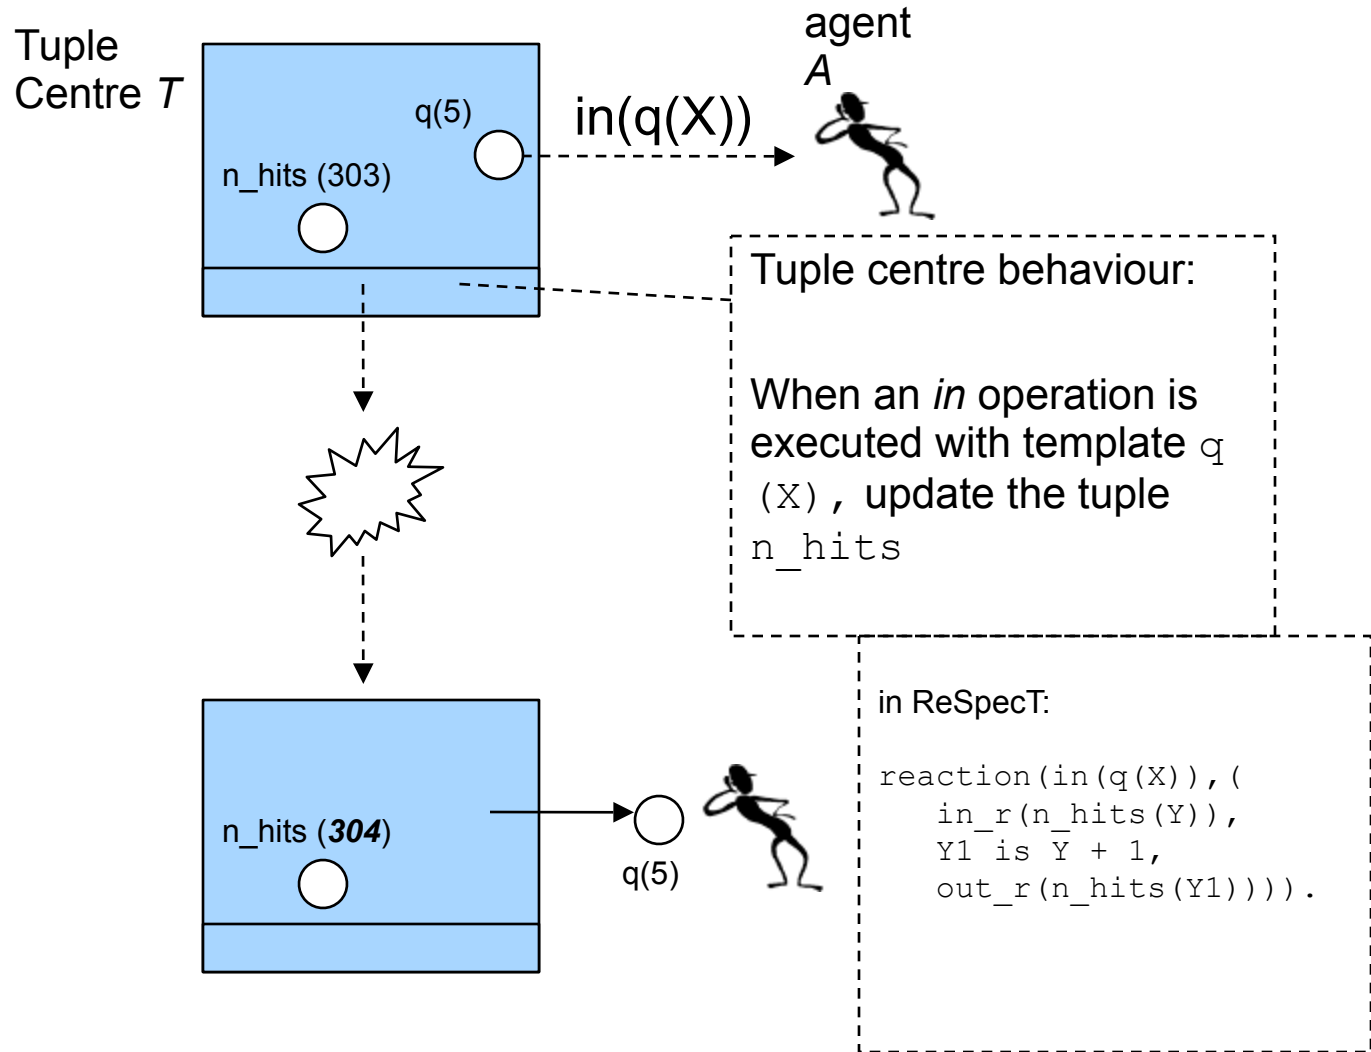 Tuple
Centre T
agent
A
q(5)
in(q(X))
n_hits (303)
Tuple centre behaviour:
When an in operation is
executed with template q
(X), update the tuple
n_hits
in ReSpecT:
reaction(in(q(X)),(
in_r(n_hits(Y)),
Y1 is Y + 1,
out_r(n_hits(Y1)))).
n_hits (304)
q(5)